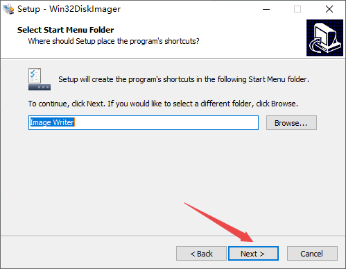 Setup - Win32DiskImager
Select Start Menu Folder
Where should Setup place the program's shortcuts?
Setup will create the program's shortcuts in the following Start Menu folder.
To continue, click Next. If you would like to select a different folder, click Browse.
Image Writer
Browse...
< Back
Next >
Cancel